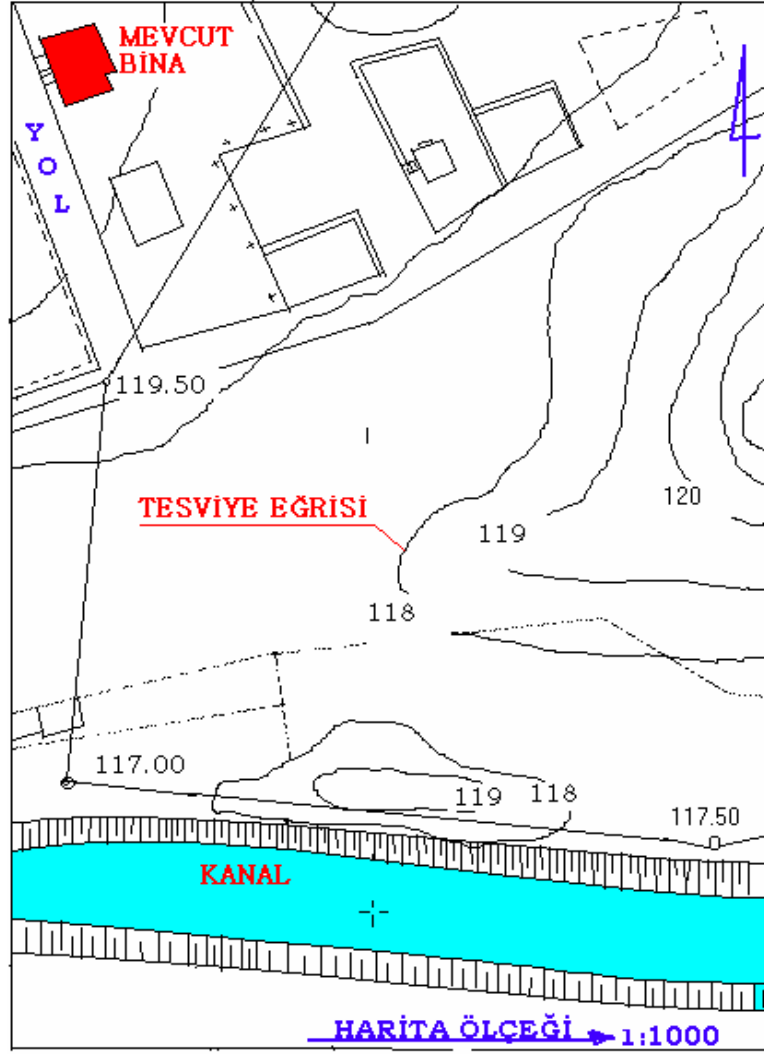 MEVCUT
BİNA
Y
O
L
119.50
TESVİYE EĞRİSİ
120
119
118
117.00
119
118
117.50
KANAL
HARİTA ÖLÇEĞİ 1:1000